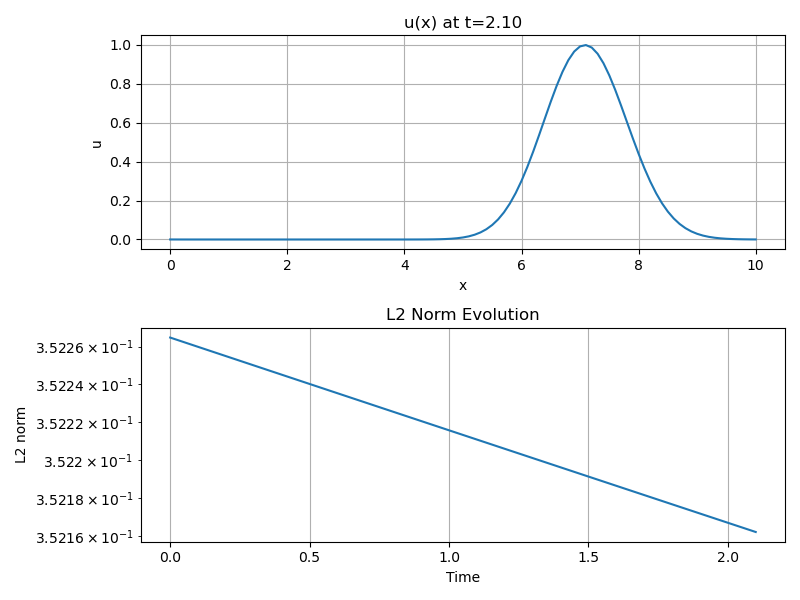 u(x) at t=2.10
1.0
0.8
0.6
0.4
0.2
0.0
u
0 2 4 6 8 10
x
L2 Norm Evolution
3.5226 × 10⁻¹
3.5224 × 10⁻¹
3.5222 × 10⁻¹
3.522 × 10⁻¹
3.5218 × 10⁻¹
3.5216 × 10⁻¹
L2 norm
0.0 0.5 1.0 1.5 2.0
Time